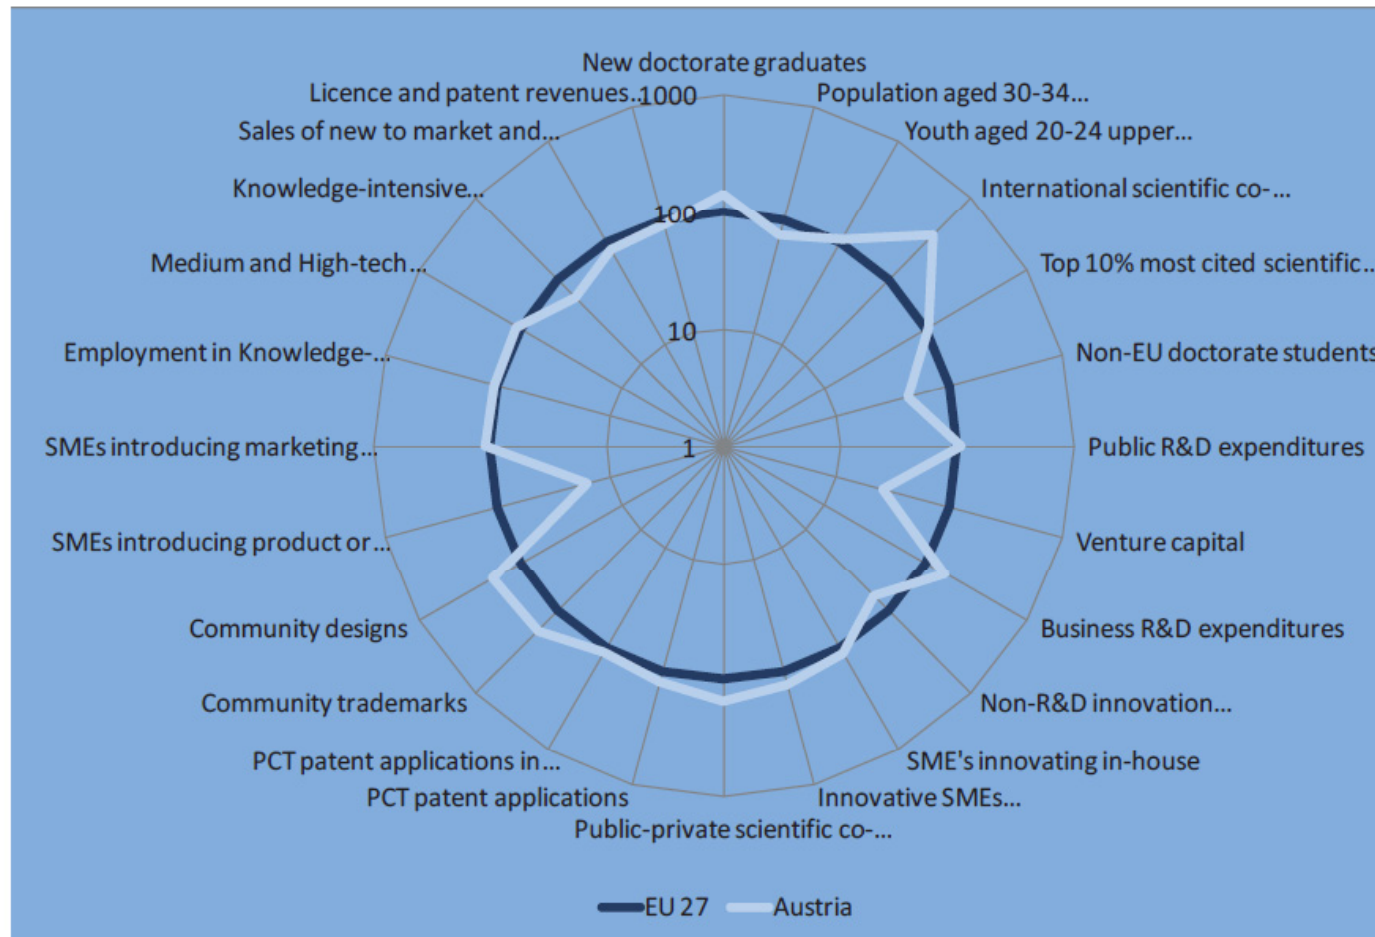 New doctorate graduates
Population aged 30-34...
Youth aged 20-24 upper...
International scientific co-...
Top 10% most cited scientific...
Non-EU doctorate students
Public R&D expenditures
Venture capital
Business R&D expenditures
Non-R&D innovation...
SME's innovating in-house
Innovative SMEs...
Public-private scientific co-...
PCT patent applications
PCT patent applications in...
Community trademarks
Community designs
SMEs introducing product or...
SMEs introducing marketing...
Employment in Knowledge-...
Medium and High-tech...
Knowledge-intensive...
Sales of new to market and...
Licence and patent revenues...
1000
100
10
1
EU 27
Austria